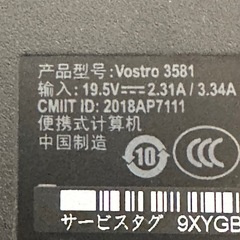 产品型号: Vostro 3581
输入: 19.5V⎓2.31A / 3.34A
CMIIT ID: 2018AP7111
便携式计算机
中国制造
10
CCC
サービスタグ 9XYGB